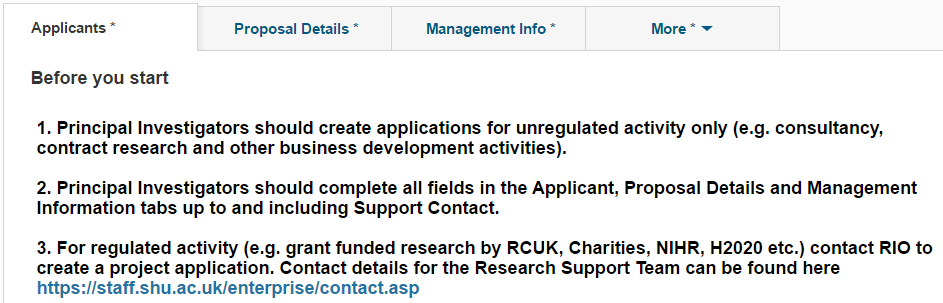 Applicants * Proposal Details * Management Info * More *
Before you start
1. Principal Investigators should create applications for unregulated activity only (e.g. consultancy,
contract research and other business development activities).
2. Principal Investigators should complete all fields in the Applicant, Proposal Details and Management
Information tabs up to and including Support Contact.
3. For regulated activity (e.g. grant funded research by RCUK, Charities, NIHR, H2020 etc.) contact RIO to
create a project application. Contact details for the Research Support Team can be found here
https://staff.shu.ac.uk/enterprise/contact.asp